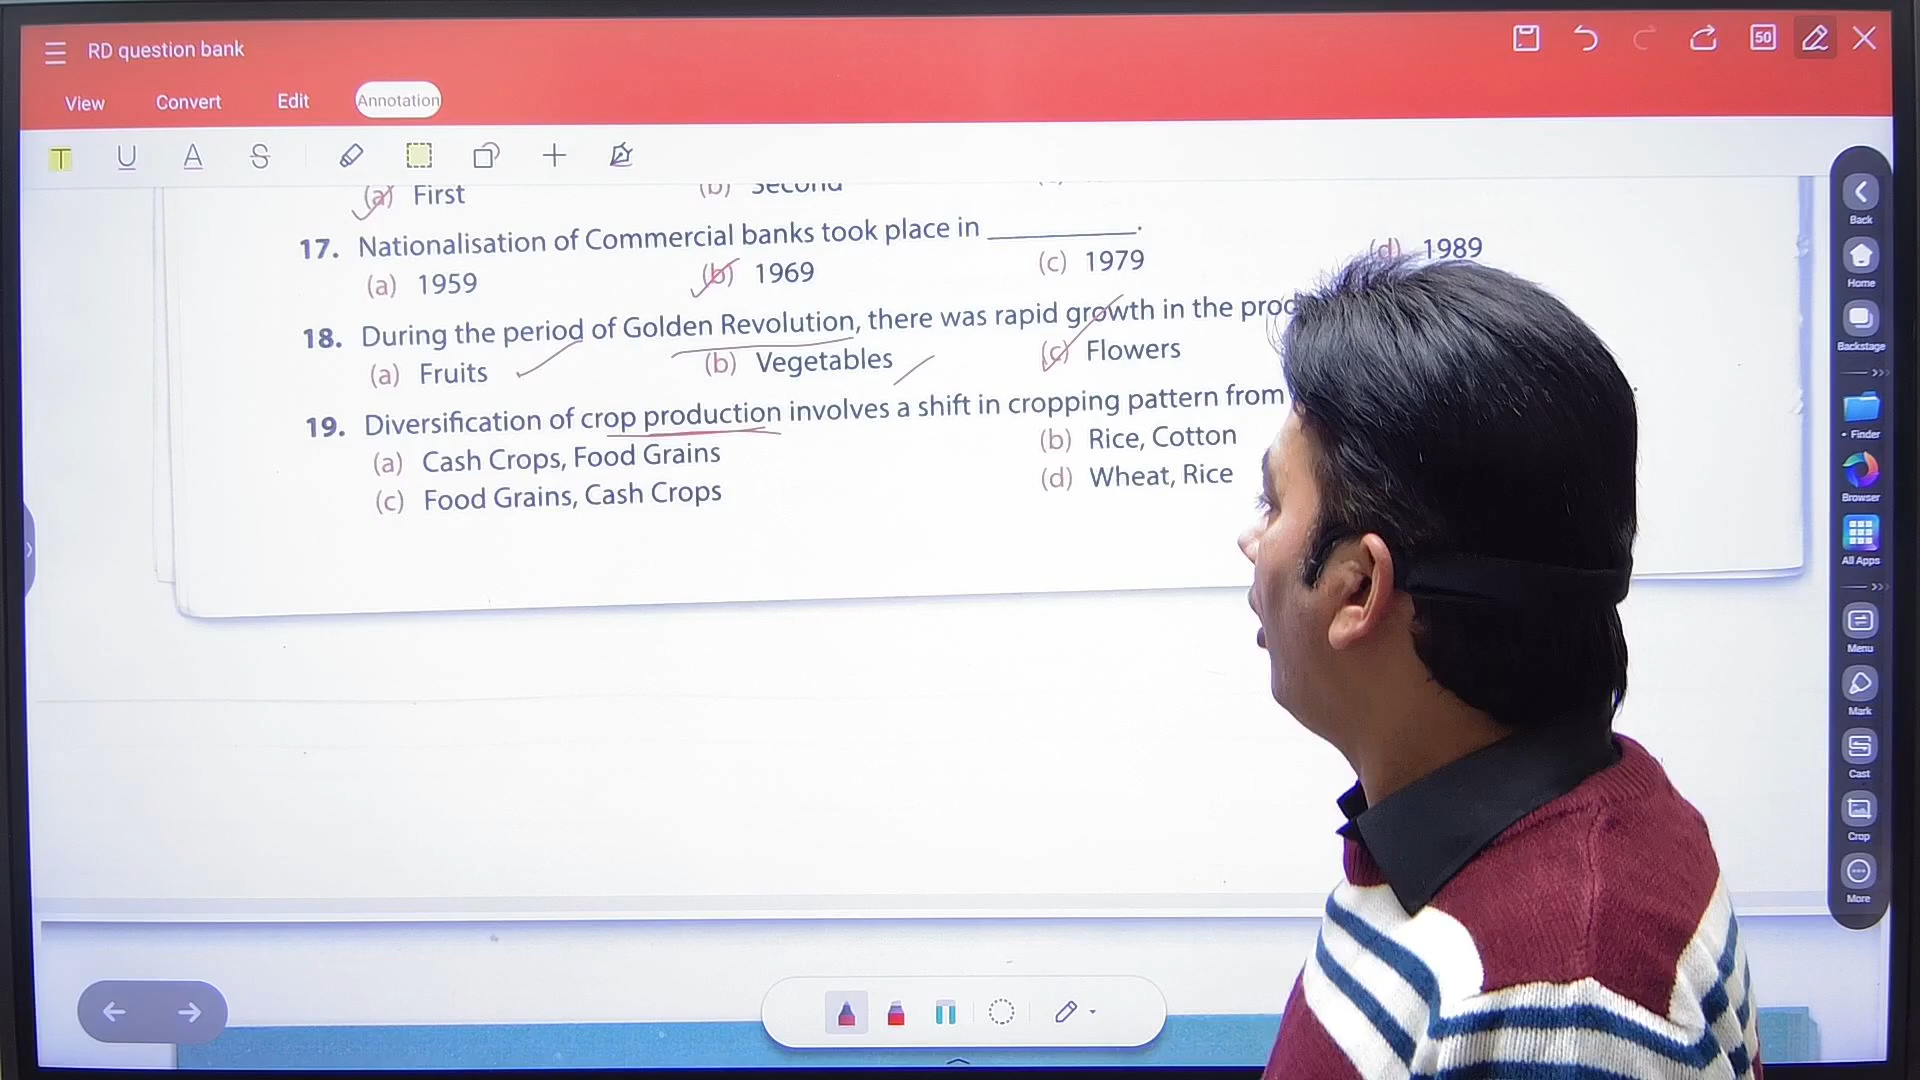 RD question bank
50
View Convert Edit Annotation
T U A S
(a) First (b) Second
17. Nationalisation of Commercial banks took place in ___________.
(a) 1959 (b) 1969 (c) 1979 (d) 1989
18. During the period of Golden Revolution, there was rapid growth in the
(a) Fruits (b) Vegetables (c) Flowers
19. Diversification of crop production involves a shift in cropping pattern from
(a) Cash Crops, Food Grains (b) Rice, Cotton
(c) Food Grains, Cash Crops (d) Wheat, Rice
Back
Home
Backstage
Finder
Browser
All Apps
Menu
Mark
Cast
Crop
More